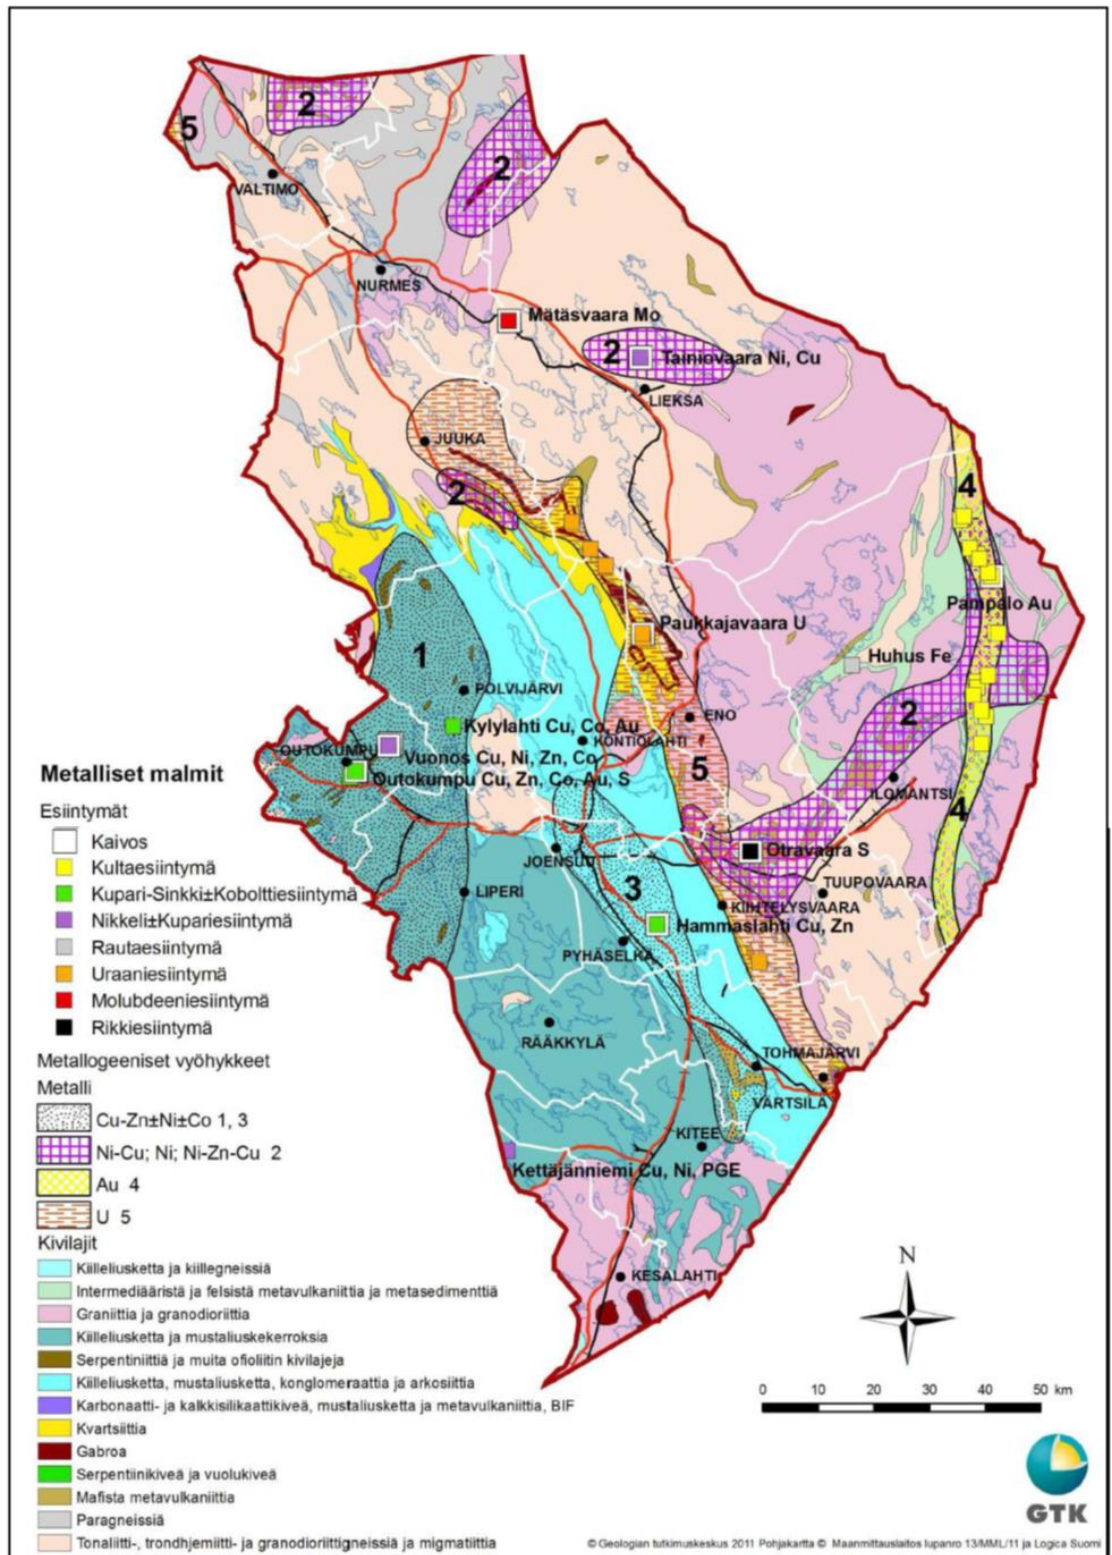 2
5
2
VALTIMO
NURMES
Mätäsvaara Mo
2
Tainiovaara Ni, Cu
LIEKSA
JUUKA
2
4
Pampalo Au
Paukkajavaara U
Huhus Fe
1
POLVIJÄRVI
ENO
2
Kylylahti Cu, Co, Au
KONTIOLAHTI
OUTOKUMPU
Vuonos Cu, Ni, Zn, Co
5
Outokumpu Cu, Zn, Co, Au, S
ILOMANTSI
4
JOENSUU
Otravaara S
3
TUUPOVAARA
LIPERI
KIIHTELYSVAARA
Hammaslahti Cu, Zn
PYHÄSELKÄ
RÄÄKKYLÄ
TOHMAJÄRVI
VÄRTSILÄ
KITEE
Kettäjänniemi Cu, Ni, PGE
KESALAHTI
Metalliset malmit
Esiintymät
Kaivos
Kultaesiintymä
Kupari-Sinkki±Kobolttiesiintymä
Nikkeli±Kupariesiintymä
Rautaesiintymä
Uraaniesiintymä
Molubdeeniesiintymä
Rikkiesiintymä
Metallogeeniset vyöhykkeet
Metalli
Cu-Zn±Ni±Co 1, 3
Ni-Cu; Ni; Ni-Zn-Cu 2
Au 4
U 5
Kivilajit
Kiilleliusketta ja kiillegneissiä
Intermediääristä ja felsistä metavulkaniittia ja metasedimenttiä
Graniittia ja granodioriittia
Kiilleliusketta ja mustaliuskekerroksia
Serpentiniittiä ja muita ofioliitin kivilajeja
Kiilleliusketta, mustaliusketta, konglomeraattia ja arkosiittia
Karbonaatti- ja kalkkisilikaattikiveä, mustaliusketta ja metavulkaniittia, BIF
Kvartsiittia
Gabroa
Serpentiinikiveä ja vuolukiveä
Mafista metavulkaniittia
Paragneissiä
Tonaliitti-, trondhjemiitti- ja granodioriittigneissiä ja migmatiittia
N
0 10 20 30 40 50 km
GTK
© Geologian tutkimuskeskus 2011 Pohjakartta © Maanmittauslaitos lupanro 13/MML/11 ja Logica Suomi